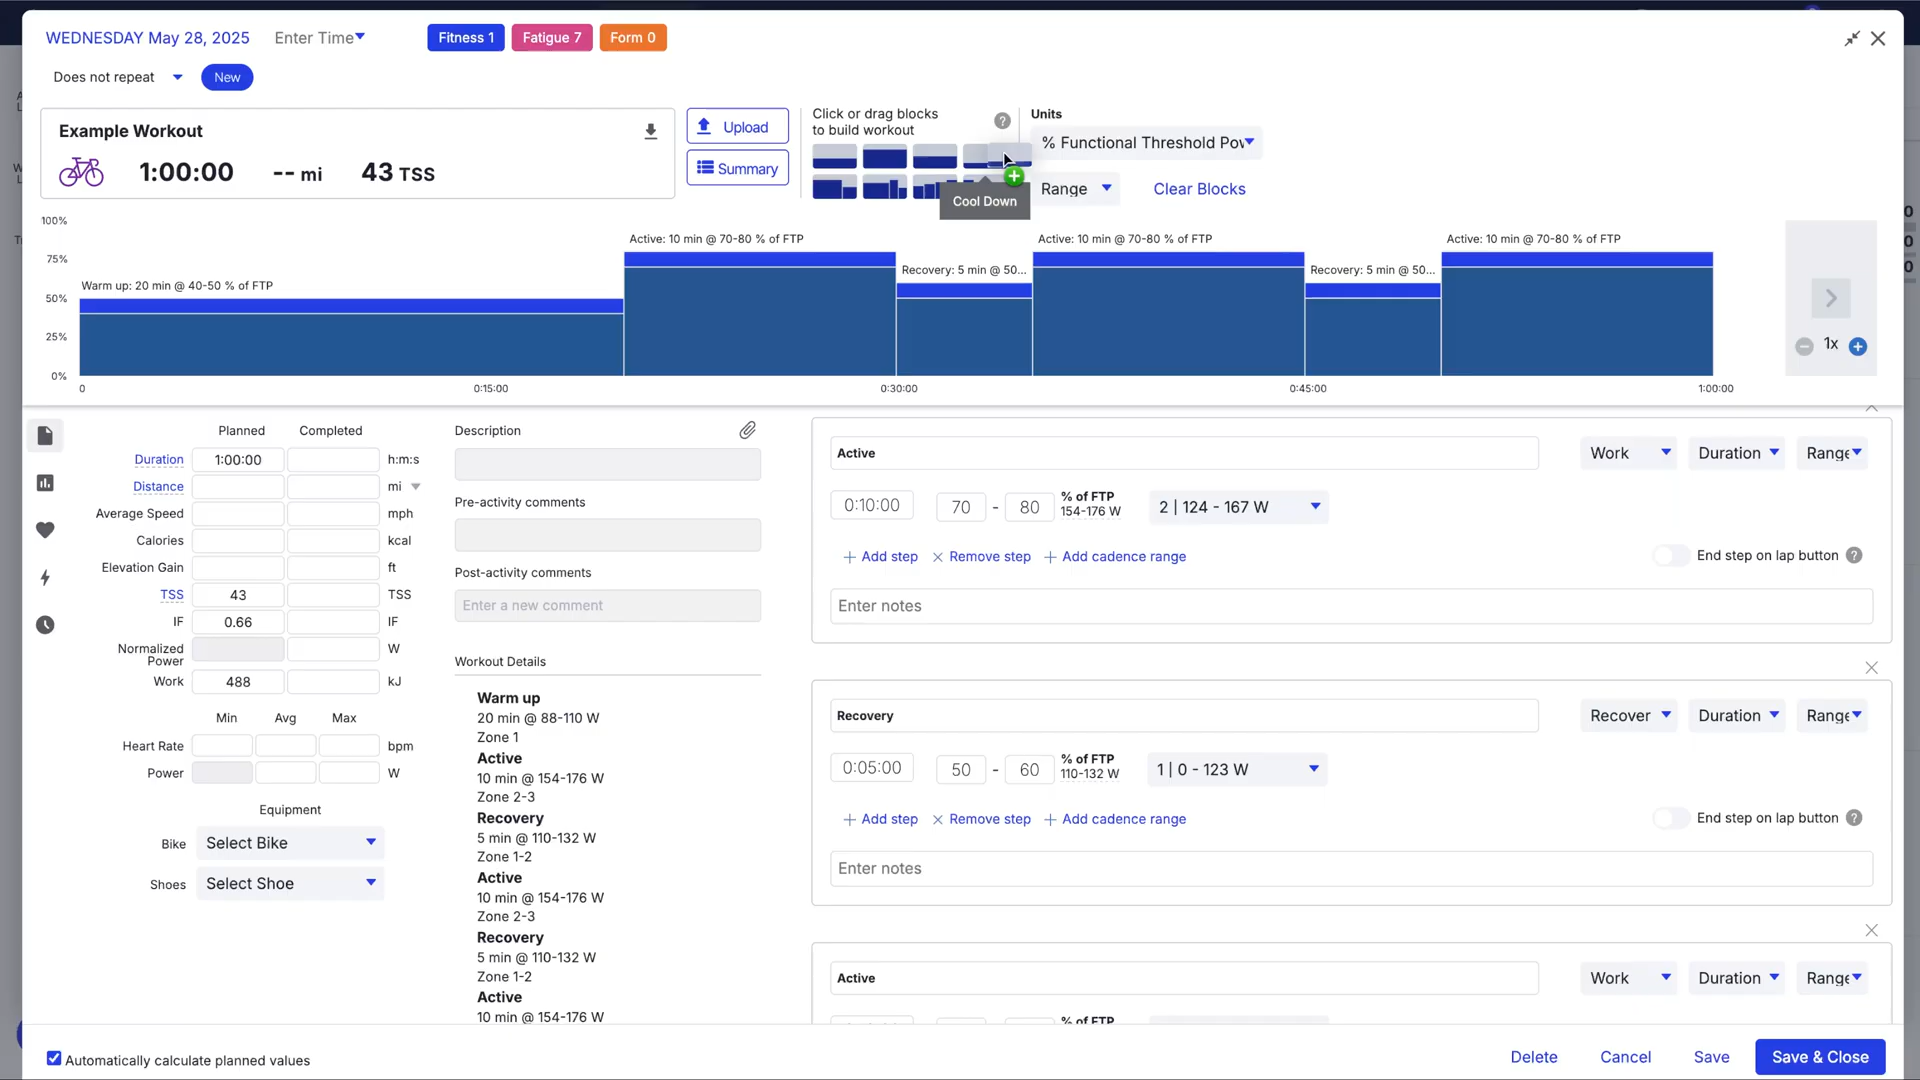 WEDNESDAY May 28, 2025
Enter Time
Fitness 1
Fatigue 7
Form 0
Does not repeat
New
Example Workout
1:00:00
-- mi
43 TSS
Upload
Summary
Click or drag blocks
to build workout
?
Units
% Functional Threshold Pow
Range
Clear Blocks
Cool Down
100%
75%
50%
25%
0%
Warm up: 20 min @ 40-50 % of FTP
Active: 10 min @ 70-80 % of FTP
Recovery: 5 min @ 50...
Active: 10 min @ 70-80 % of FTP
Recovery: 5 min @ 50...
Active: 10 min @ 70-80 % of FTP
0
0:15:00
0:30:00
0:45:00
1:00:00
1x
Planned
Completed
Duration
1:00:00
h:m:s
Distance
mi
Average Speed
mph
Calories
kcal
Elevation Gain
ft
TSS
43
TSS
IF
0.66
IF
Normalized
Power
W
Work
488
kJ
Min
Avg
Max
Heart Rate
bpm
Power
W
Equipment
Bike
Select Bike
Shoes
Select Shoe
Description
Pre-activity comments
Post-activity comments
Enter a new comment
Workout Details
Warm up
20 min @ 88-110 W
Zone 1
Active
10 min @ 154-176 W
Zone 2-3
Recovery
5 min @ 110-132 W
Zone 1-2
Active
10 min @ 154-176 W
Zone 2-3
Recovery
5 min @ 110-132 W
Zone 1-2
Active
10 min @ 154-176 W
Active
Work
Duration
Range
0:10:00
70 - 80
% of FTP
154-176 W
2 | 124 - 167 W
Add step
Remove step
Add cadence range
End step on lap button
?
Enter notes
Recovery
Recover
Duration
Range
0:05:00
50 - 60
% of FTP
110-132 W
1 | 0 - 123 W
Add step
Remove step
Add cadence range
End step on lap button
?
Enter notes
Active
Work
Duration
Range
% of FTP
Automatically calculate planned values
Delete
Cancel
Save
Save & Close